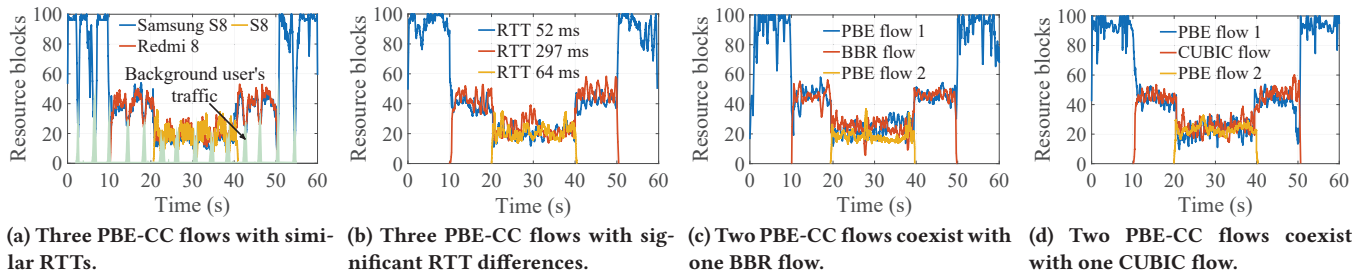 100
80
60
40
20
0
Resource blocks
Samsung S8
S8
Redmi 8
Background user's
traffic
0 10 20 30 40 50 60
Time (s)
(a) Three PBE-CC flows with simi-
lar RTTs.
100
80
60
40
20
0
Resource blocks
RTT 52 ms
RTT 297 ms
RTT 64 ms
0 10 20 30 40 50 60
Time (s)
(b) Three PBE-CC flows with sig-
nificant RTT differences.
100
80
60
40
20
0
Resource blocks
PBE flow 1
BBR flow
PBE flow 2
0 10 20 30 40 50 60
Time (s)
(c) Two PBE-CC flows coexist with
one BBR flow.
100
80
60
40
20
0
Resource blocks
PBE flow 1
CUBIC flow
PBE flow 2
0 10 20 30 40 50 60
Time (s)
(d) Two PBE-CC flows coexist
with one CUBIC flow.